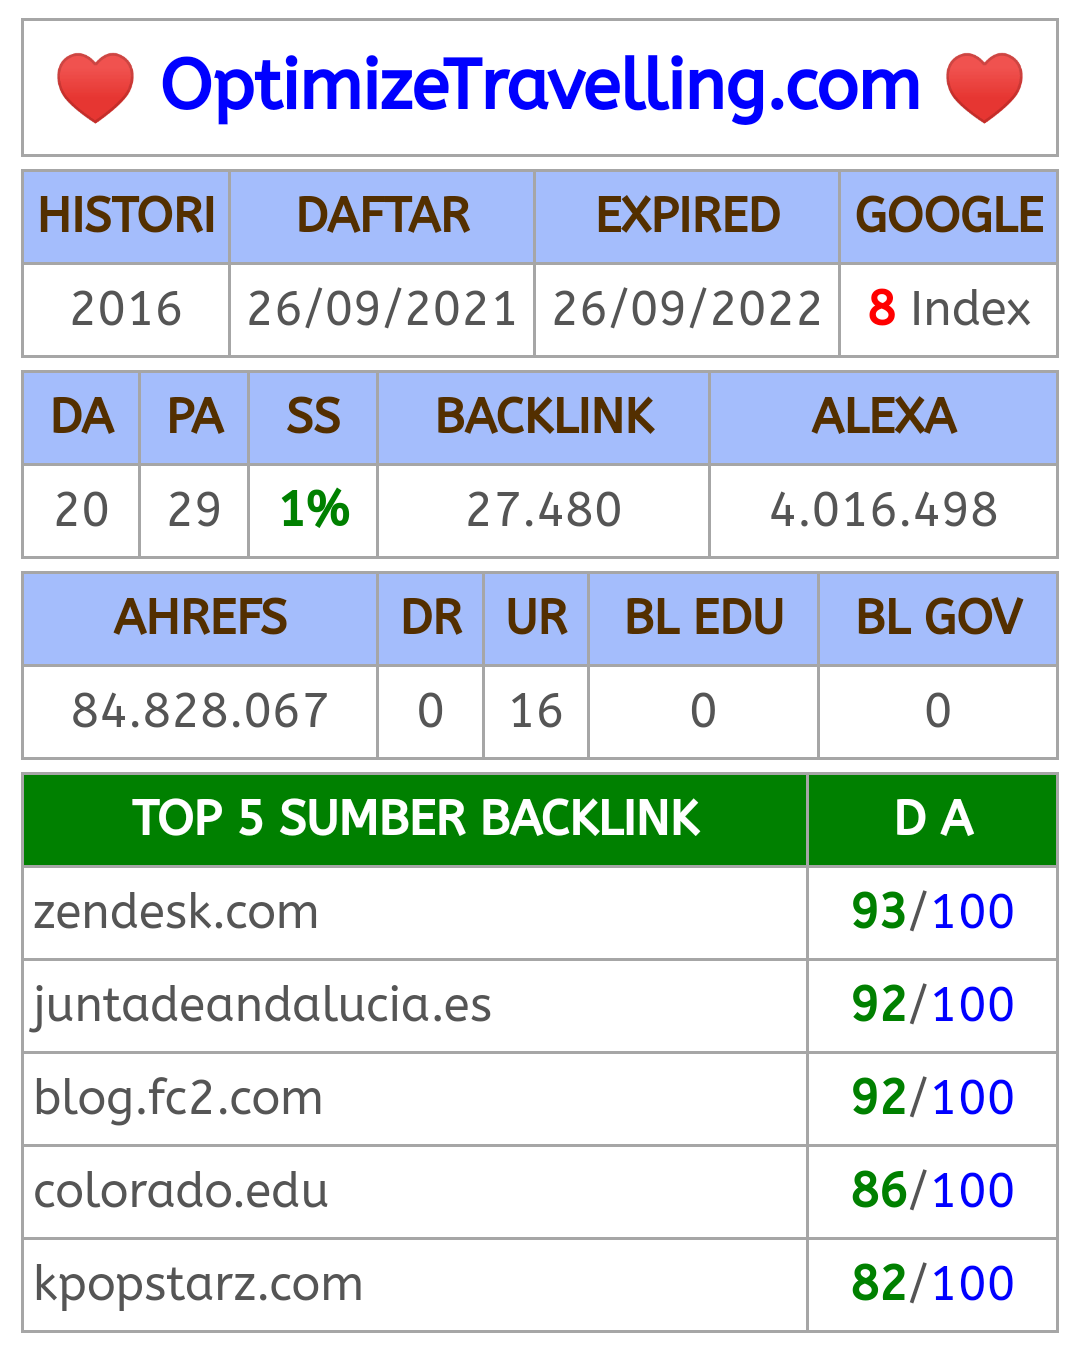 OptimizeTravelling.com
HISTORI DAFTAR EXPIRED GOOGLE
2016 26/09/2021 26/09/2022 8 Index
DA PA SS BACKLINK ALEXA
20 29 1% 27.480 4.016.498
AHREFS DR UR BL EDU BL GOV
84.828.067 0 16 0 0
TOP 5 SUMBER BACKLINK D A
zendesk.com 93/100
juntadeandalucia.es 92/100
blog.fc2.com 92/100
colorado.edu 86/100
kpopstarz.com 82/100